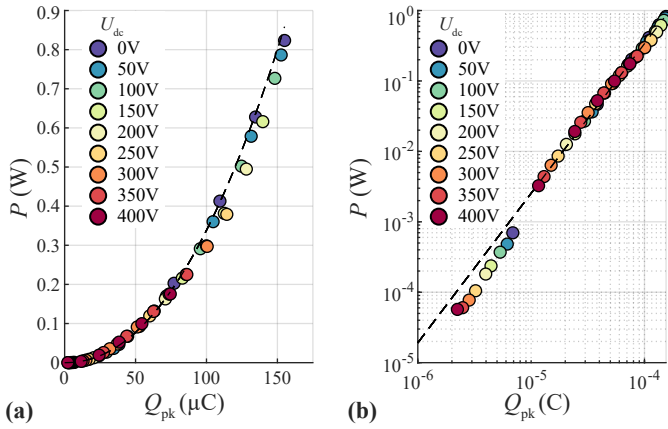 U_dc
0V
50V
100V
150V
200V
250V
300V
350V
400V
P (W)
0.9
0.8
0.7
0.6
0.5
0.4
0.3
0.2
0.1
0
0 50 100 150
Q_pk (μC)
(a)
U_dc
0V
50V
100V
150V
200V
250V
300V
350V
400V
P (W)
10^0
10^-1
10^-2
10^-3
10^-4
10^-5
10^-6 10^-5 10^-4
Q_pk (C)
(b)